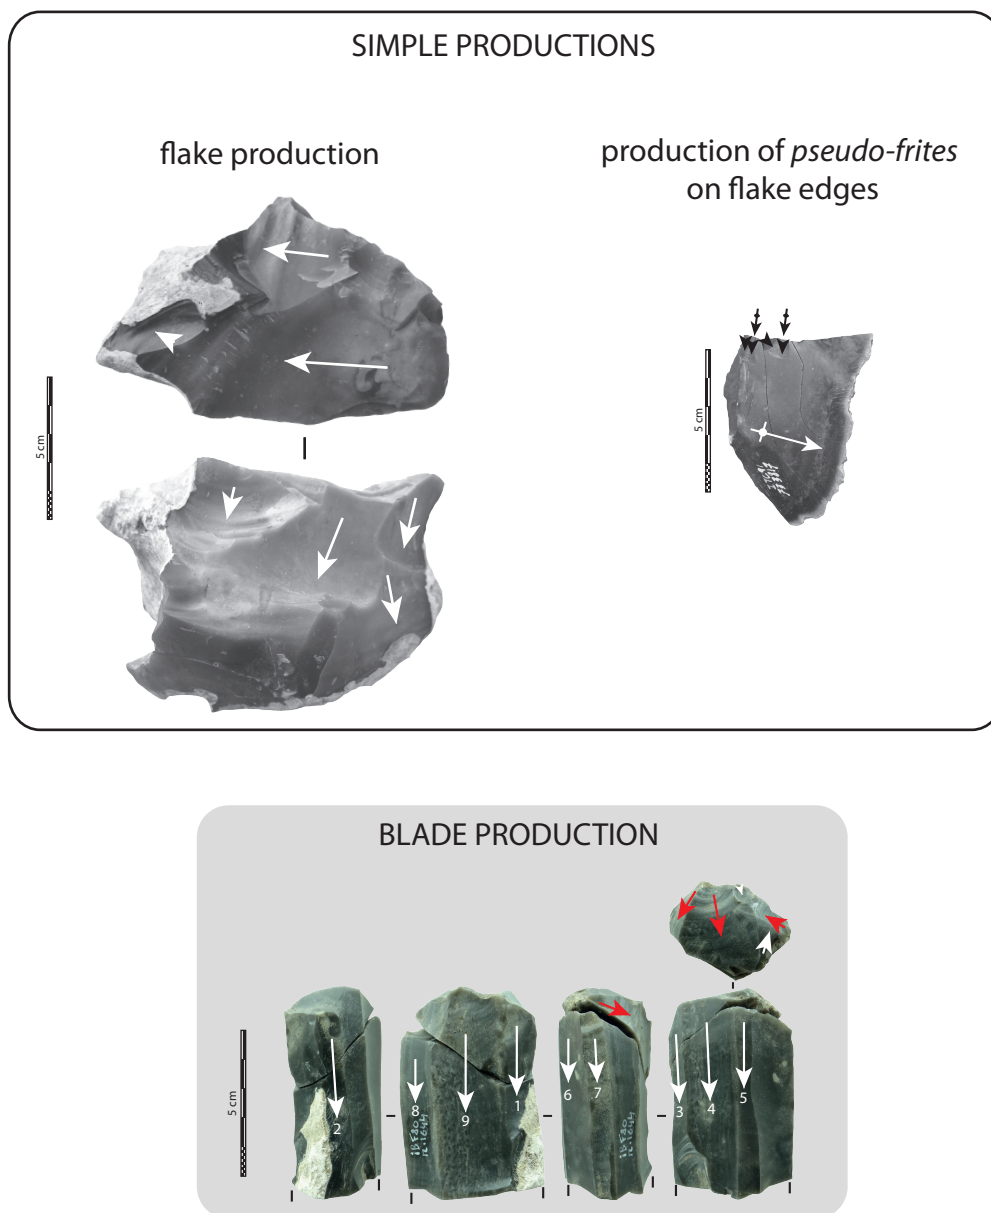 SIMPLE PRODUCTIONS
flake production
production of pseudo-frites
on flake edges
5 cm
5 cm
BLADE PRODUCTION
5 cm
2
8
9
1
6
7
3
4
5